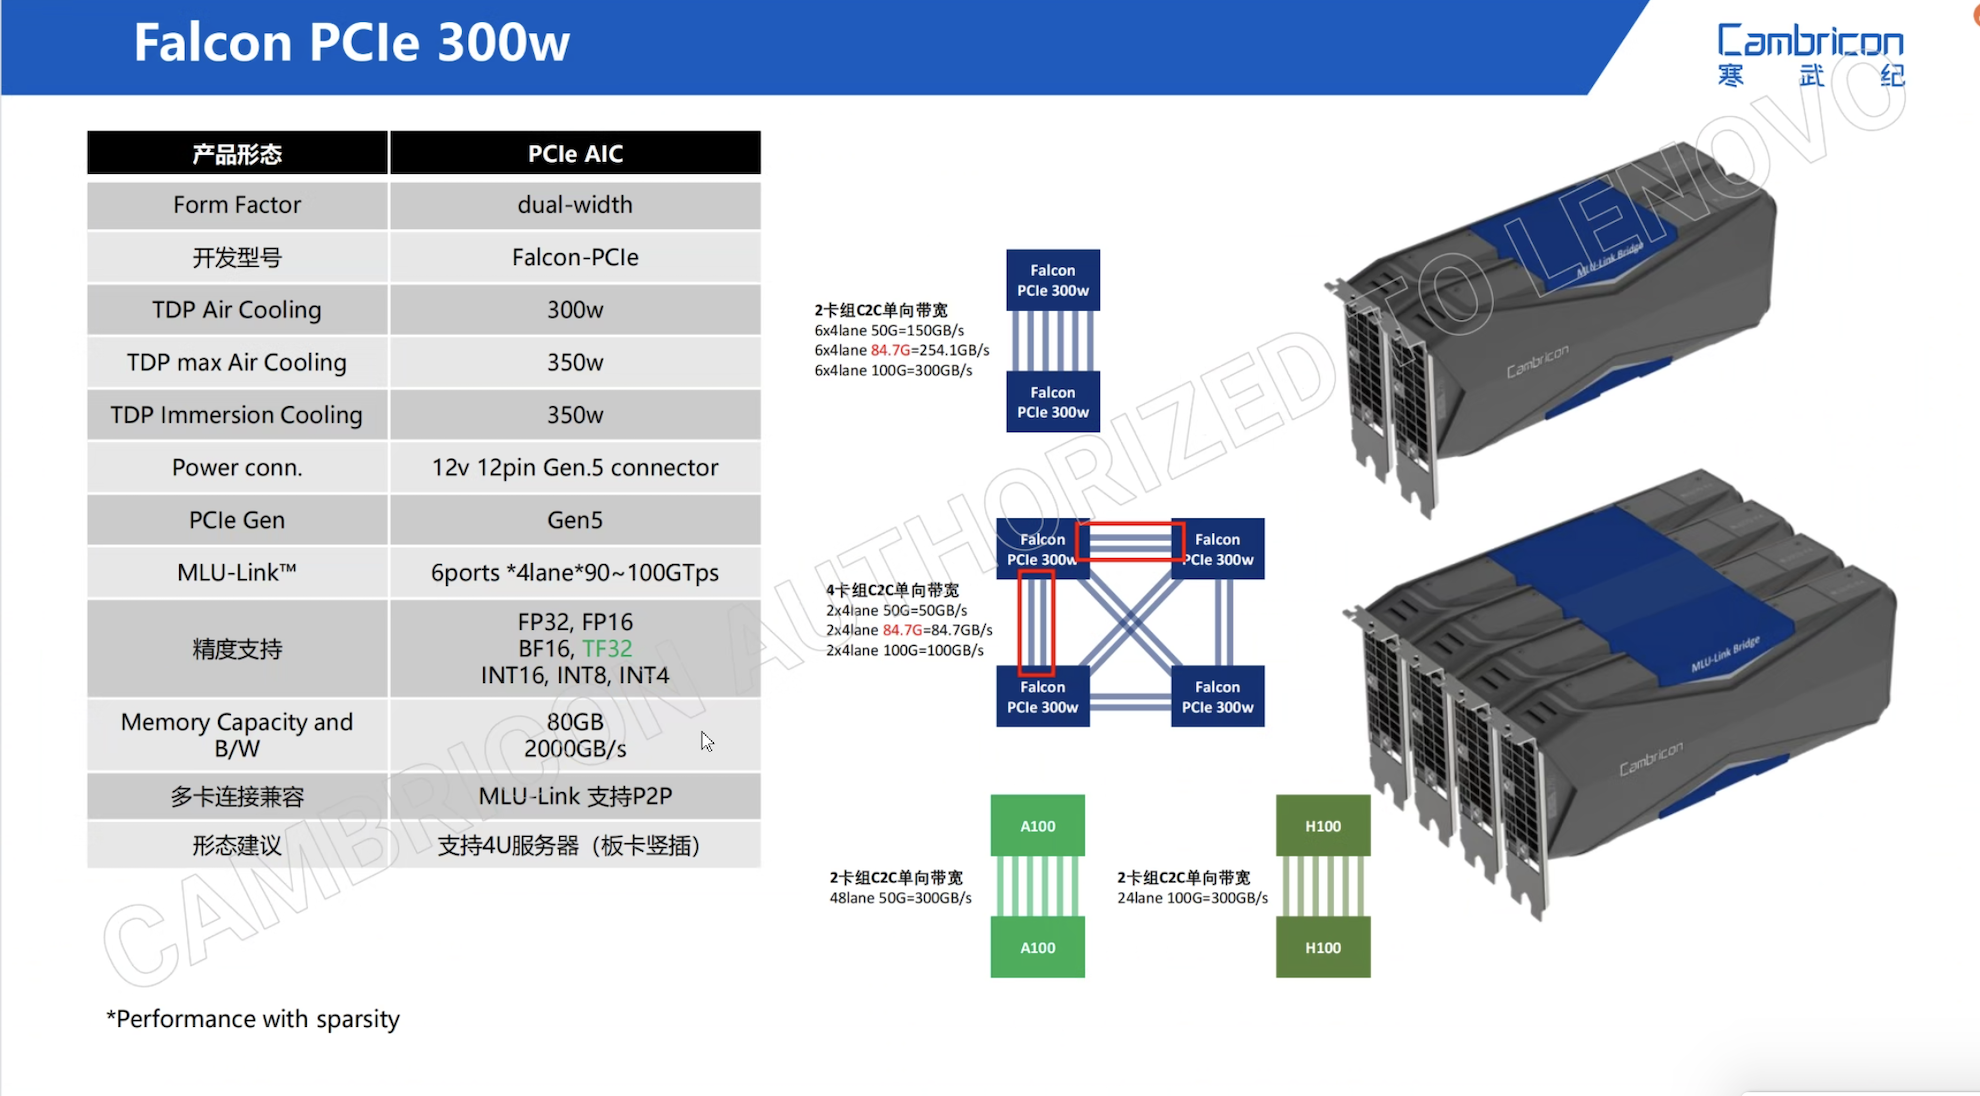 Falcon PCIe 300w
Cambricon
寒 武 纪
产品形态 PCIe AIC
Form Factor dual-width
开发型号 Falcon-PCIe
TDP Air Cooling 300w
TDP max Air Cooling 350w
TDP Immersion Cooling 350w
Power conn. 12v 12pin Gen.5 connector
PCIe Gen Gen5
MLU-Link™ 6ports *4lane*90~100GTps
精度支持
FP32, FP16
BF16, TF32
INT16, INT8, INT4
Memory Capacity and
B/W
80GB
2000GB/s
多卡连接兼容 MLU-Link 支持P2P
形态建议 支持4U服务器（板卡竖插）
*Performance with sparsity
2卡组C2C单向带宽
6x4lane 50G=150GB/s
6x4lane 84.7G=254.1GB/s
6x4lane 100G=300GB/s
Falcon
PCIe 300w
Falcon
PCIe 300w
4卡组C2C单向带宽
2x4lane 50G=50GB/s
2x4lane 84.7G=84.7GB/s
2x4lane 100G=100GB/s
Falcon
PCIe 300w
Falcon
PCIe 300w
Falcon
PCIe 300w
Falcon
PCIe 300w
2卡组C2C单向带宽
48lane 50G=300GB/s
A100
A100
2卡组C2C单向带宽
24lane 100G=300GB/s
H100
H100
MLU-Link Bridge
Cambricon
MLU-Link Bridge
Cambricon
CAMBRICON AUTHORIZED TO LENOVO